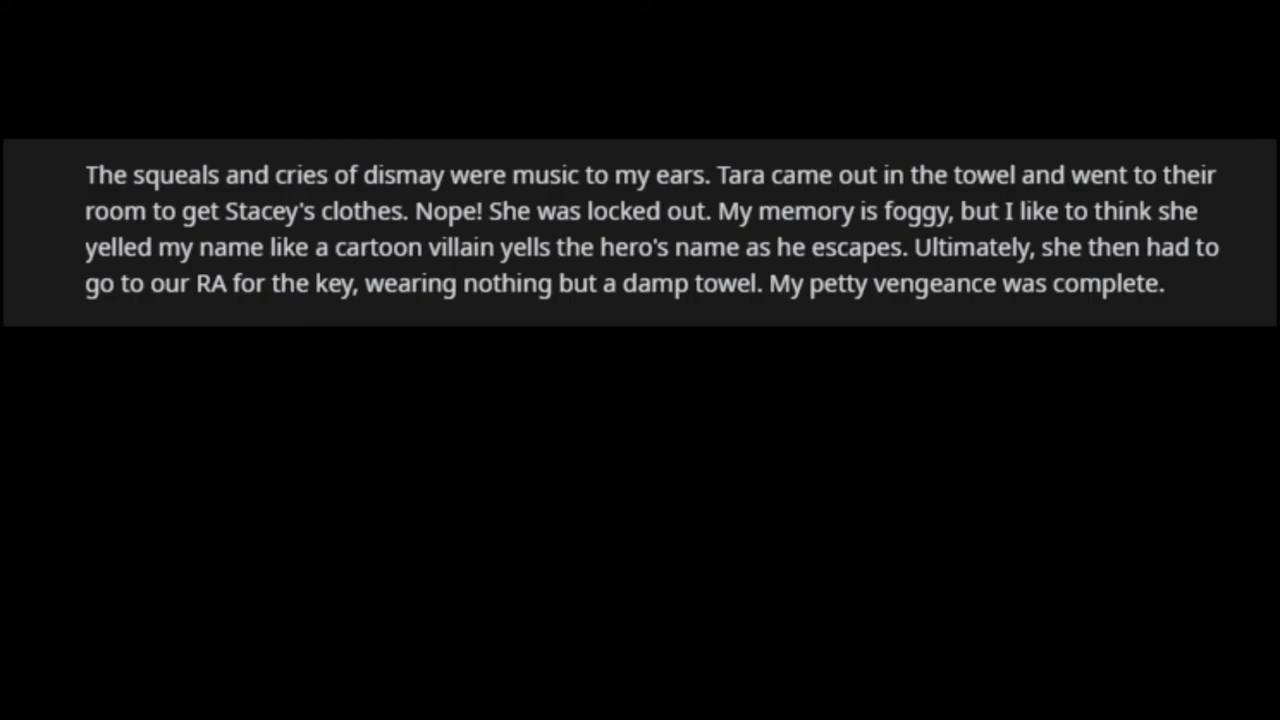 The squeals and cries of dismay were music to my ears. Tara came out in the towel and went to their
room to get Stacey's clothes. Nope! She was locked out. My memory is foggy, but I like to think she
yelled my name like a cartoon villain yells the hero's name as he escapes. Ultimately, she then had to
go to our RA for the key, wearing nothing but a damp towel. My petty vengeance was complete.